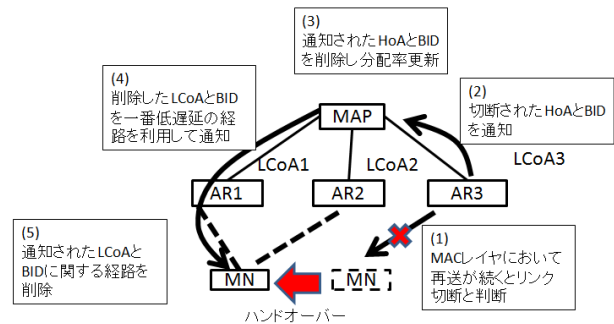 (3)
通知されたHoAとBID
を削除し分配率更新
(4)
削除したLCoAとBID
を一番低遅延の経
路を利用して通知
(2)
切断されたHoAとBID
を通知
MAP
LCoA1
LCoA2
LCoA3
AR1
AR2
AR3
(5)
通知されたLCoAと
BIDに関する経路を
削除
(1)
MACレイヤにおいて
再送が続くとリンク
切断と判断
MN
MN
ハンドオーバー